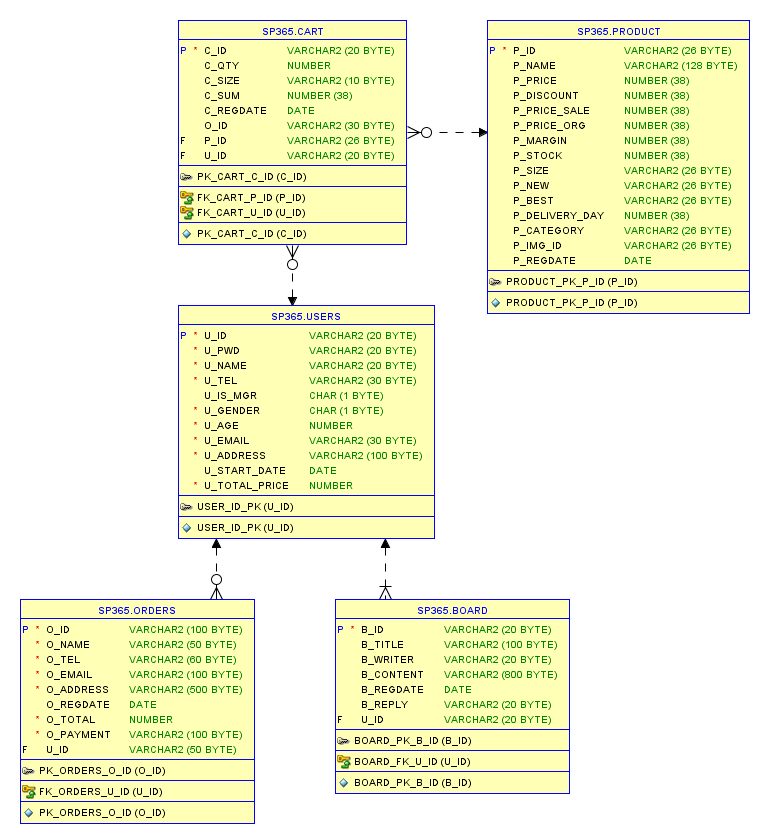 SP365.CART
P * C_ID VARCHAR2 (20 BYTE)
C_QTY NUMBER
C_SIZE VARCHAR2 (10 BYTE)
C_SUM NUMBER (38)
C_REGDATE DATE
O_ID VARCHAR2 (30 BYTE)
F P_ID VARCHAR2 (26 BYTE)
F U_ID VARCHAR2 (20 BYTE)
PK_CART_C_ID (C_ID)
FK_CART_P_ID (P_ID)
FK_CART_U_ID (U_ID)
PK_CART_C_ID (C_ID)
SP365.PRODUCT
P * P_ID VARCHAR2 (26 BYTE)
P_NAME VARCHAR2 (128 BYTE)
P_PRICE NUMBER (38)
P_DISCOUNT NUMBER (38)
P_PRICE_SALE NUMBER (38)
P_PRICE_ORG NUMBER (38)
P_MARGIN NUMBER (38)
P_STOCK NUMBER (38)
P_SIZE VARCHAR2 (26 BYTE)
P_NEW VARCHAR2 (26 BYTE)
P_BEST VARCHAR2 (26 BYTE)
P_DELIVERY_DAY NUMBER (38)
P_CATEGORY VARCHAR2 (26 BYTE)
P_IMG_ID VARCHAR2 (26 BYTE)
P_REGDATE DATE
PRODUCT_PK_P_ID (P_ID)
PRODUCT_PK_P_ID (P_ID)
SP365.USERS
P * U_ID VARCHAR2 (20 BYTE)
* U_PWD VARCHAR2 (20 BYTE)
* U_NAME VARCHAR2 (20 BYTE)
* U_TEL VARCHAR2 (30 BYTE)
U_IS_MGR CHAR (1 BYTE)
* U_GENDER CHAR (1 BYTE)
* U_AGE NUMBER
* U_EMAIL VARCHAR2 (30 BYTE)
* U_ADDRESS VARCHAR2 (100 BYTE)
U_START_DATE DATE
* U_TOTAL_PRICE NUMBER
USER_ID_PK (U_ID)
USER_ID_PK (U_ID)
SP365.ORDERS
P * O_ID VARCHAR2 (100 BYTE)
* O_NAME VARCHAR2 (50 BYTE)
* O_TEL VARCHAR2 (60 BYTE)
* O_EMAIL VARCHAR2 (100 BYTE)
* O_ADDRESS VARCHAR2 (500 BYTE)
O_REGDATE DATE
* O_TOTAL NUMBER
* O_PAYMENT VARCHAR2 (100 BYTE)
F U_ID VARCHAR2 (50 BYTE)
PK_ORDERS_O_ID (O_ID)
FK_ORDERS_U_ID (U_ID)
PK_ORDERS_O_ID (O_ID)
SP365.BOARD
P * B_ID VARCHAR2 (20 BYTE)
B_TITLE VARCHAR2 (100 BYTE)
B_WRITER VARCHAR2 (20 BYTE)
B_CONTENT VARCHAR2 (800 BYTE)
B_REGDATE DATE
B_REPLY VARCHAR2 (20 BYTE)
F U_ID VARCHAR2 (20 BYTE)
BOARD_PK_B_ID (B_ID)
BOARD_FK_U_ID (U_ID)
BOARD_PK_B_ID (B_ID)